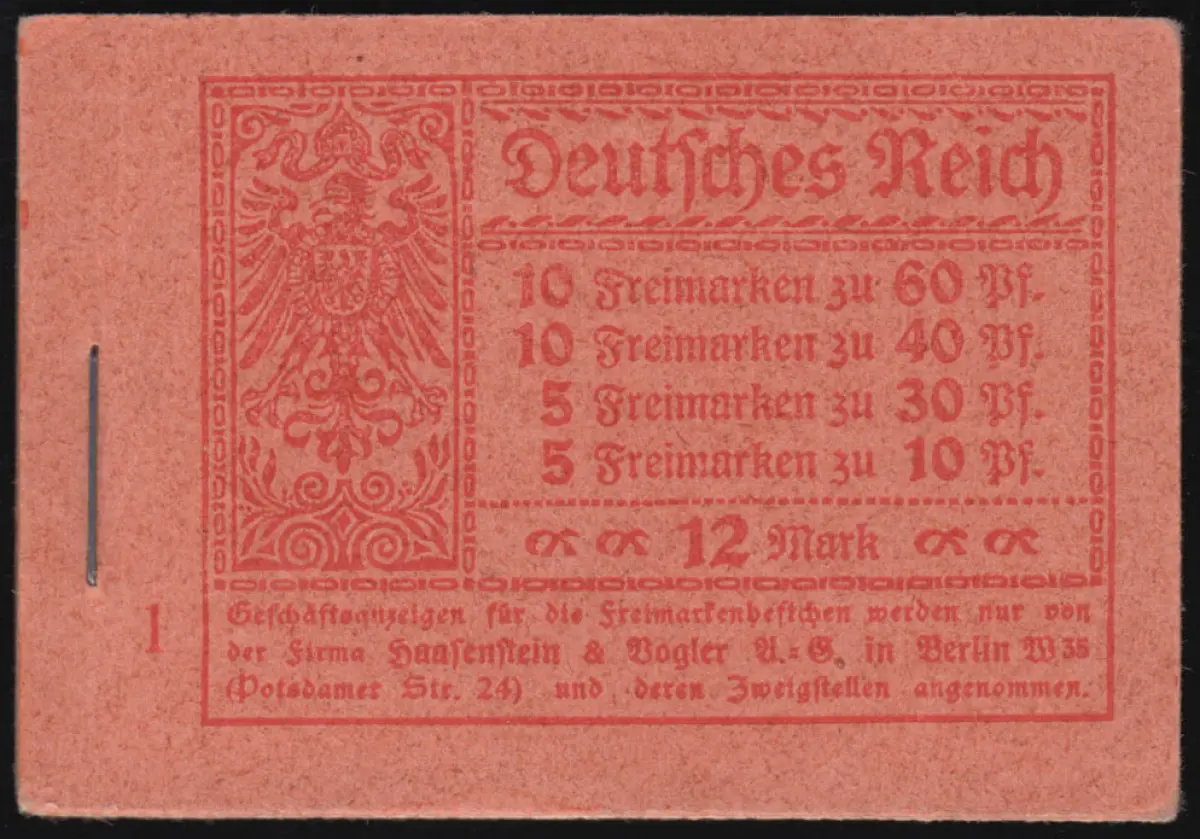 Deutsches Reich
10 Freimarken zu 60 Pf.
10 Freimarken zu 40 Pf.
5 Freimarken zu 30 Pf.
5 Freimarken zu 10 Pf.
12 Mark
1
Geschäftsanzeigen für die Freimarkenheftchen werden nur von
der Firma Haasenstein & Vogler A.=G. in Berlin W 35
(Potsdamer Str. 24) und deren Zweigstellen angenommen.